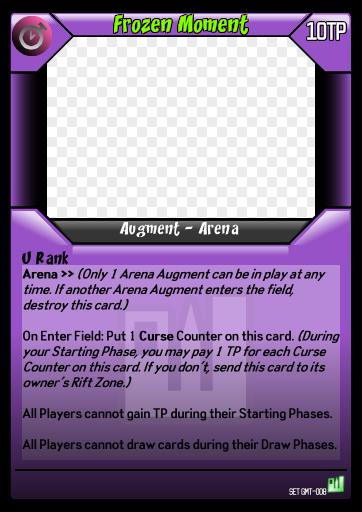 Frozen Moment
10TP
Augment - Arena
U Rank
Arena >> (Only 1 Arena Augment can be in play at any
time. If another Arena Augment enters the field,
destroy this card.)
On Enter Field: Put 1 Curse Counter on this card. (During
your Starting Phase, you may pay 1 TP for each Curse
Counter on this card. If you don't, send this card to its
owner's Rift Zone.)
All Players cannot gain TP during their Starting Phases.
All Players cannot draw cards during their Draw Phases.
SET GMT-008